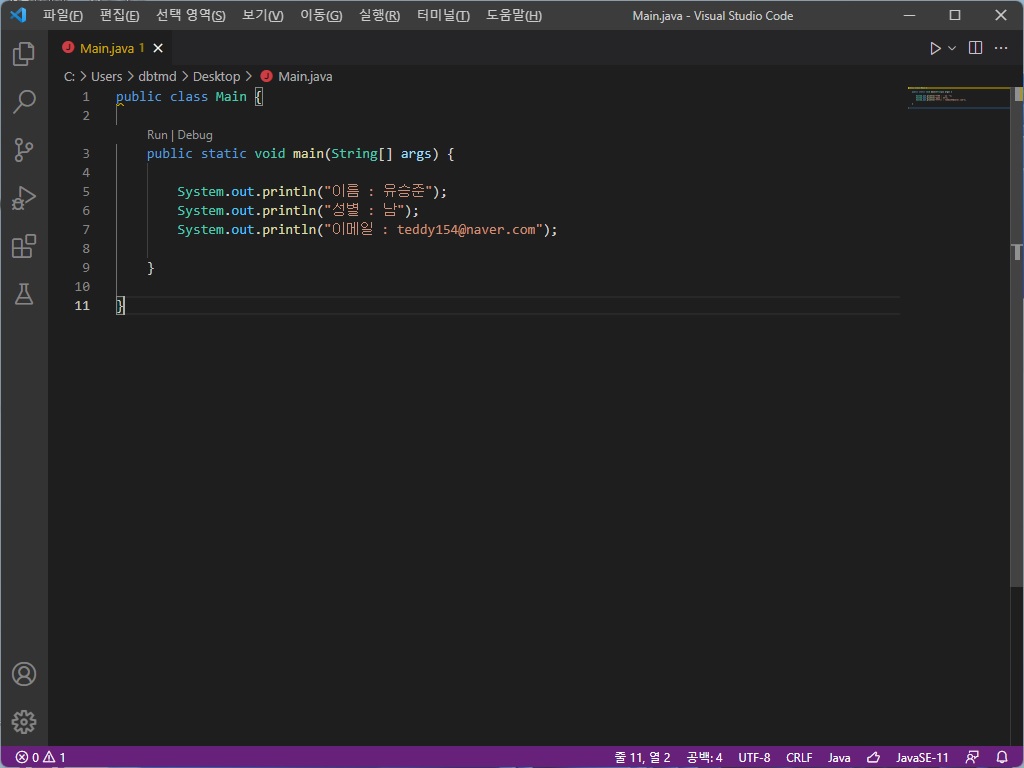 파일(F) 편집(E) 선택 영역(S) 보기(V) 이동(G) 실행(R) 터미널(T) 도움말(H) Main.java - Visual Studio Code
Main.java 1
C: > Users > dbtmd > Desktop > Main.java
1 public class Main {
2
Run | Debug
3 public static void main(String[] args) {
4
5 System.out.println("이름 : 유승준");
6 System.out.println("성별 : 남");
7 System.out.println("이메일 : teddy154@naver.com");
8
9 }
10
11 }
0 1 줄 11, 열 2 공백: 4 UTF-8 CRLF Java JavaSE-11